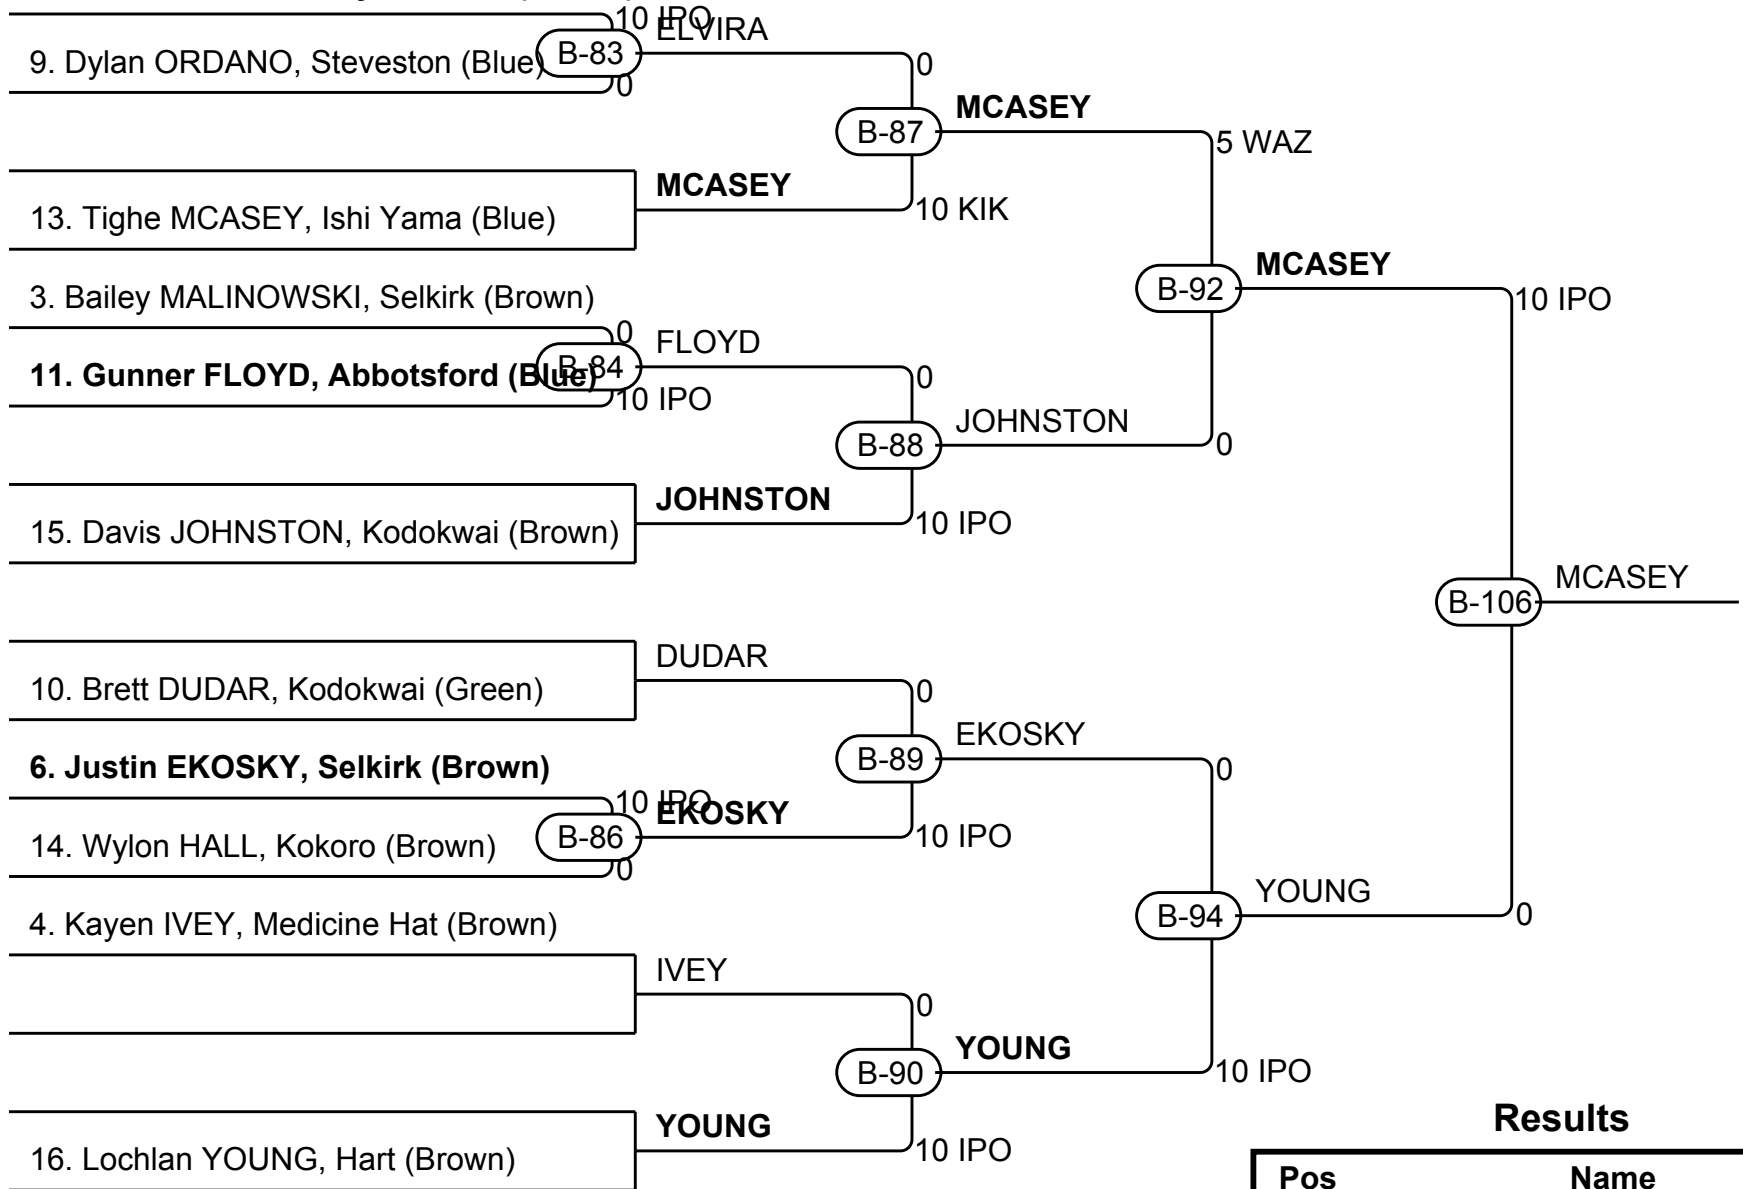 10 IPO
ELVIRA
9. Dylan ORDANO, Steveston (Blue)
B-83
0
0
MCASEY
B-87
5 WAZ
MCASEY
13. Tighe MCASEY, Ishi Yama (Blue)
10 KIK
MCASEY
3. Bailey MALINOWSKI, Selkirk (Brown)
B-92
10 IPO
0
FLOYD
11. Gunner FLOYD, Abbotsford (Blue)
B-84
0
10 IPO
JOHNSTON
B-88
0
JOHNSTON
15. Davis JOHNSTON, Kodokwai (Brown)
10 IPO
MCASEY
B-106
DUDAR
10. Brett DUDAR, Kodokwai (Green)
0
EKOSKY
6. Justin EKOSKY, Selkirk (Brown)
B-89
0
10 IPO
EKOSKY
14. Wylon HALL, Kokoro (Brown)
B-86
10 IPO
0
YOUNG
4. Kayen IVEY, Medicine Hat (Brown)
B-94
0
IVEY
0
YOUNG
B-90
10 IPO
YOUNG
16. Lochlan YOUNG, Hart (Brown)
10 IPO
Results
Pos Name